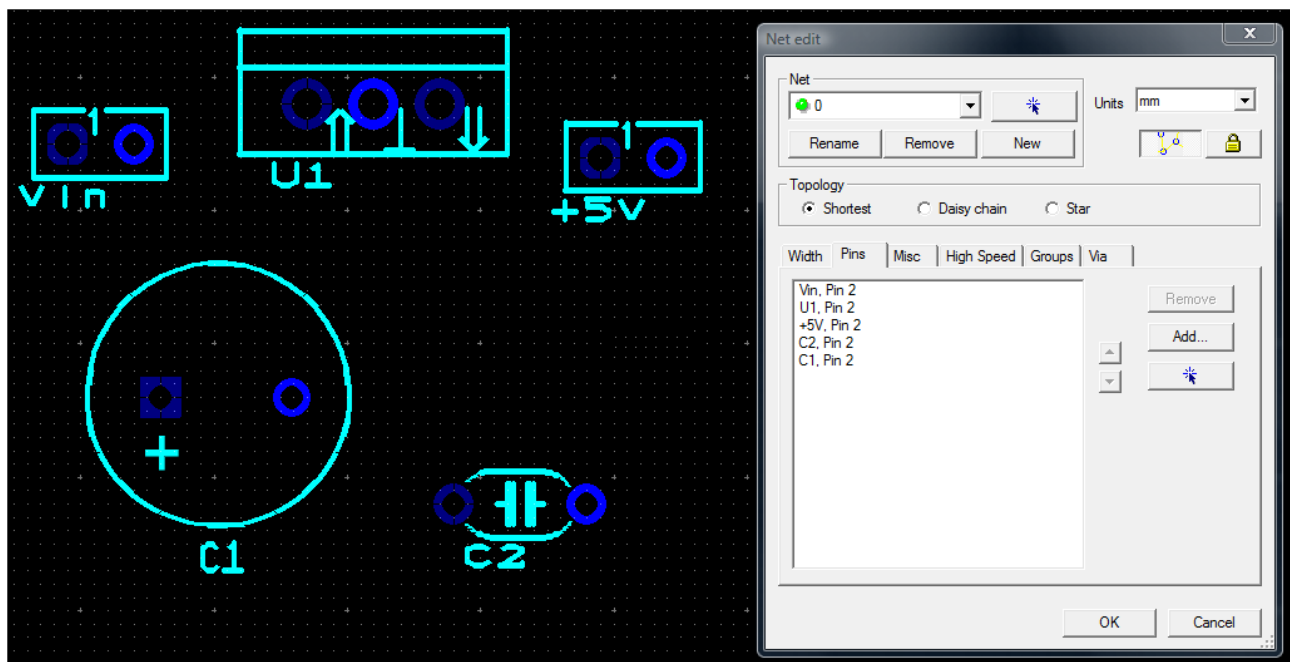 1
Vin
U1
1
+5V
+
C1
C2
Net edit
Net
0
Units mm
Rename Remove New
Topology
Shortest Daisy chain Star
Width Pins Misc High Speed Groups Via
Vin, Pin 2
U1, Pin 2
+5V, Pin 2
C2, Pin 2
C1, Pin 2
Remove
Add...
OK Cancel